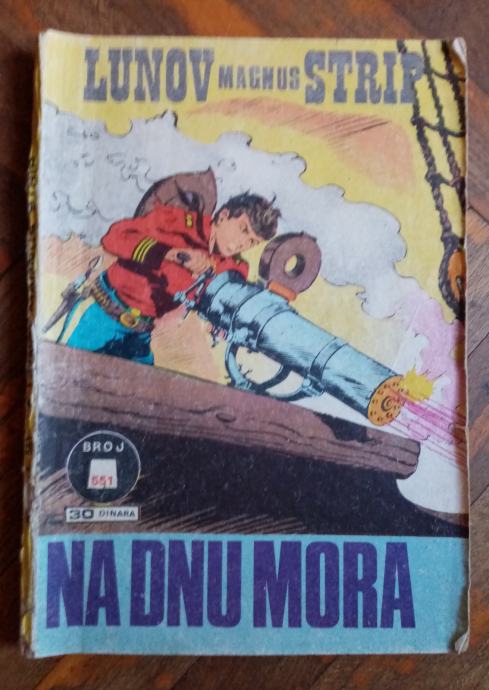 LUNOV MAGNUS STRIP
BROJ
551
30 DINARA
NA DNU MORA